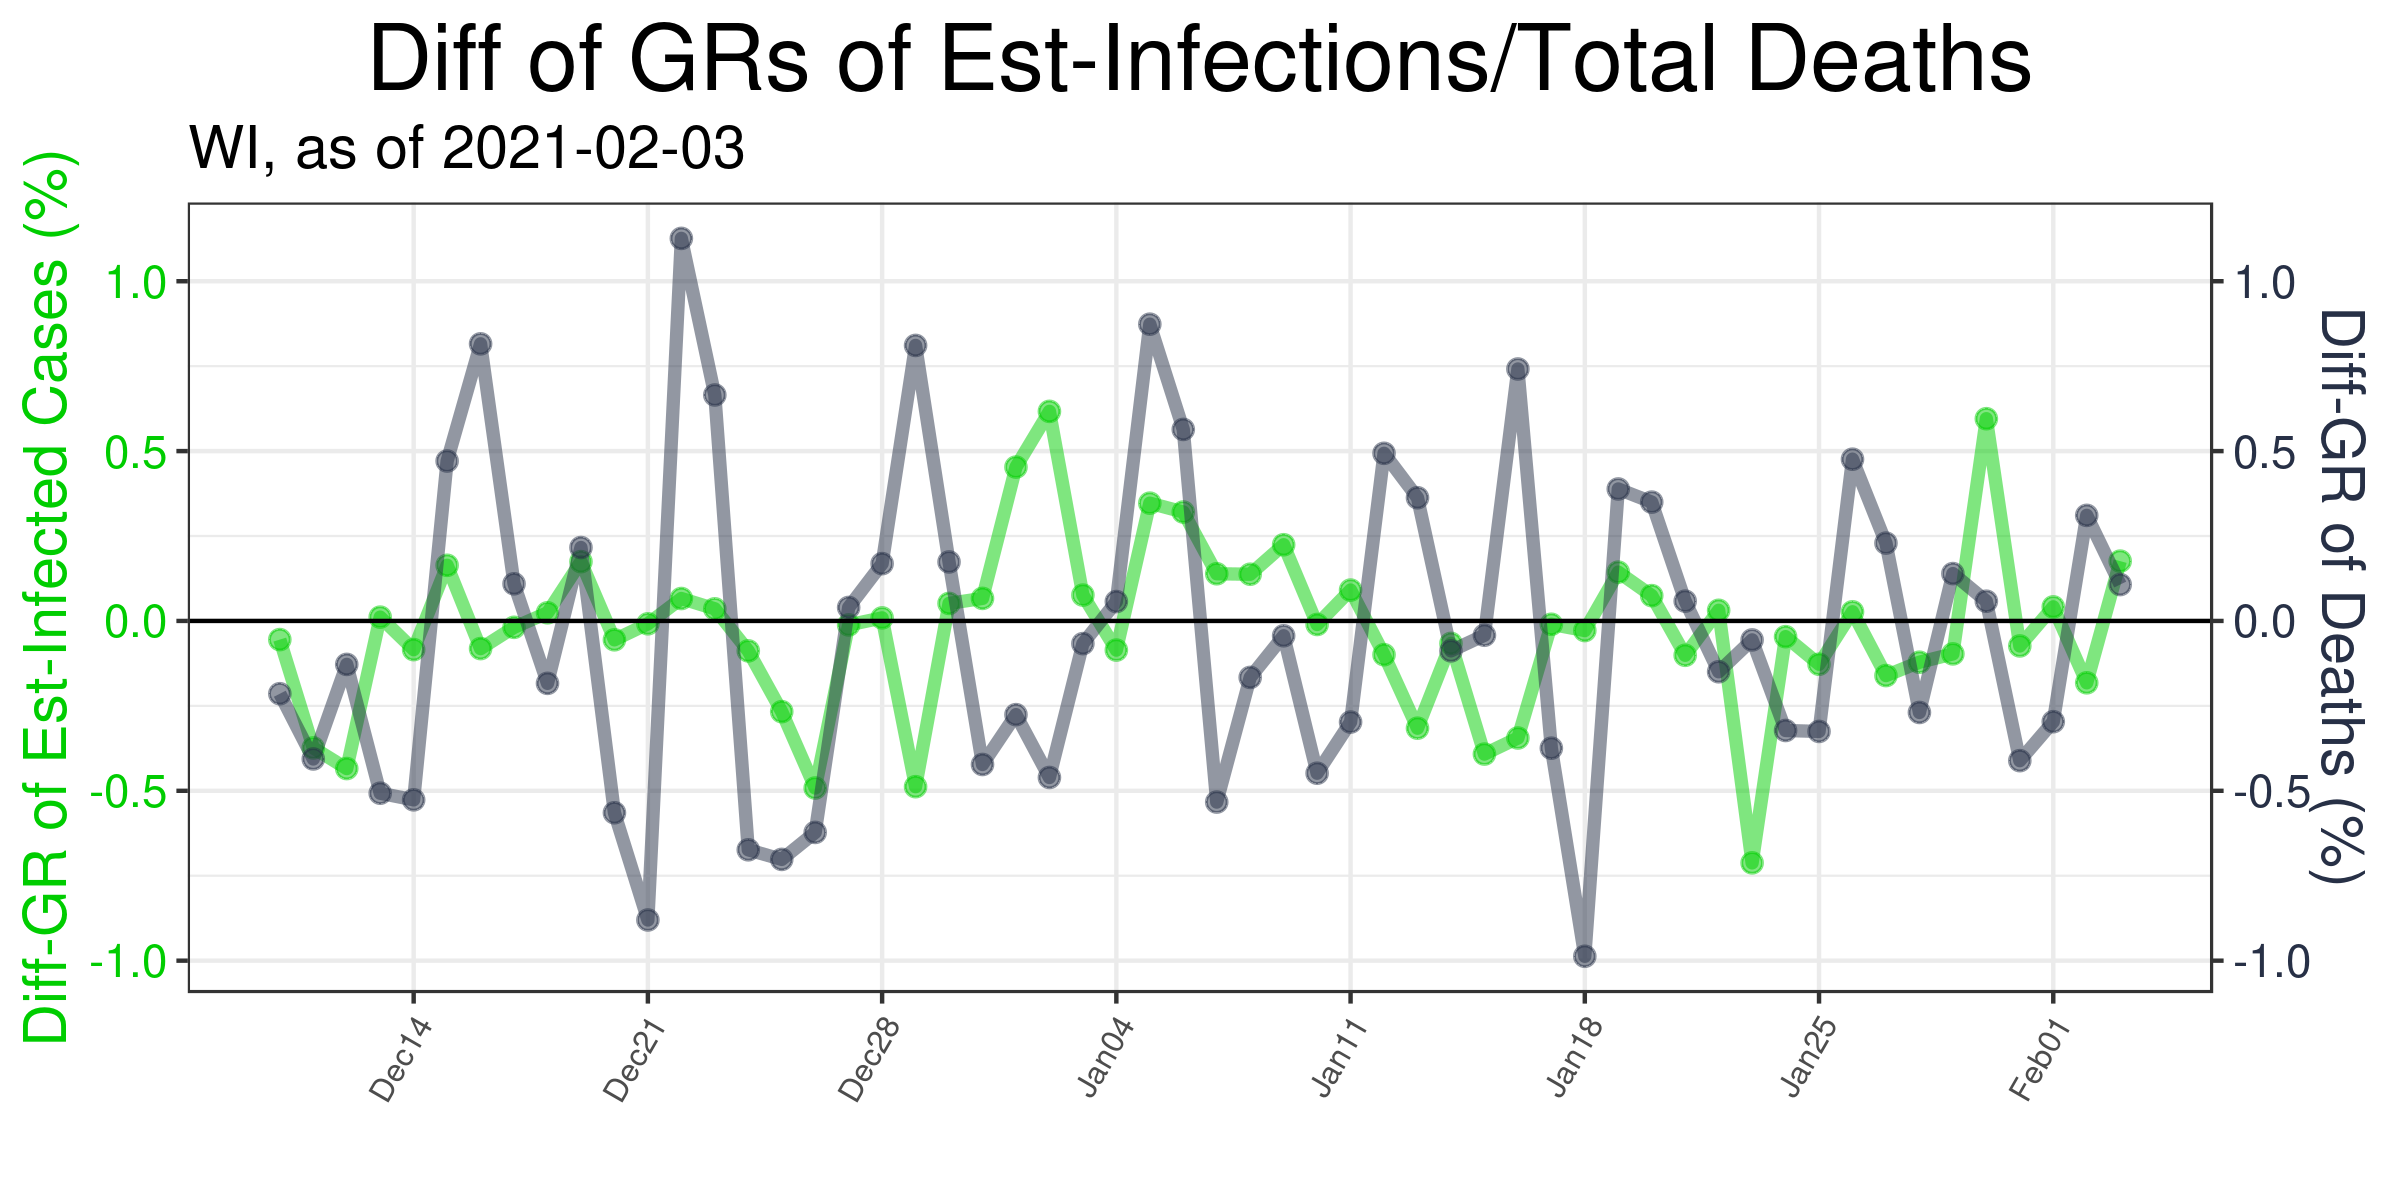 Diff of GRs of Est-Infections/Total Deaths
WI, as of 2021-02-03
Diff-GR of Est-Infected Cases (%)
1.0
0.5
0.0
-0.5
-1.0
1.0
0.5
0.0
-0.5
-1.0
Diff-GR of Deaths (%)
Dec14
Dec21
Dec28
Jan04
Jan11
Jan18
Jan25
Feb01